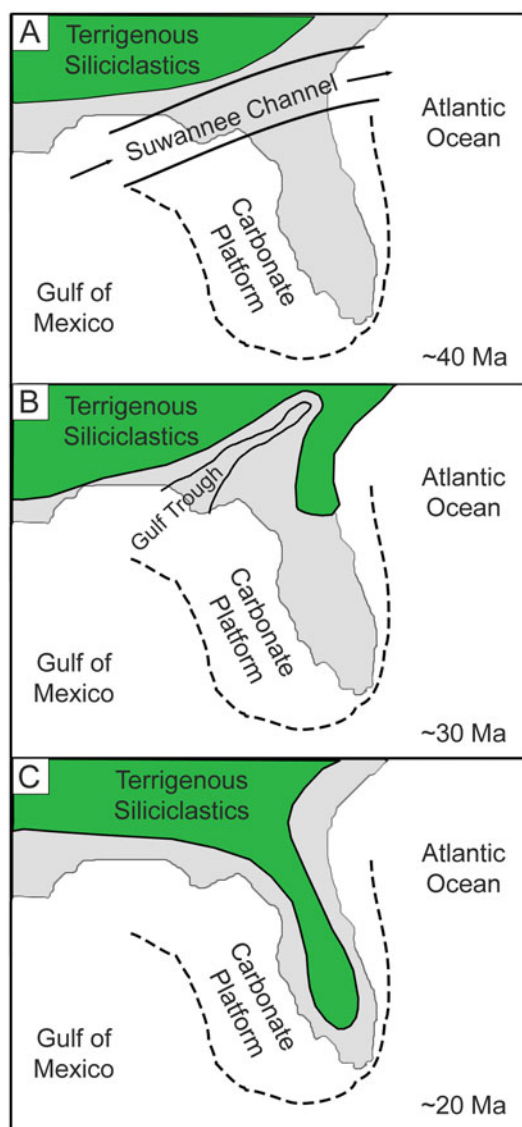 A
Terrigenous
Siliciclastics
Suwannee Channel
Atlantic
Ocean
Carbonate
Platform
Gulf of
Mexico
~40 Ma
B
Terrigenous
Siliciclastics
Gulf Trough
Atlantic
Ocean
Carbonate
Platform
Gulf of
Mexico
~30 Ma
C
Terrigenous
Siliciclastics
Atlantic
Ocean
Carbonate
Platform
Gulf of
Mexico
~20 Ma